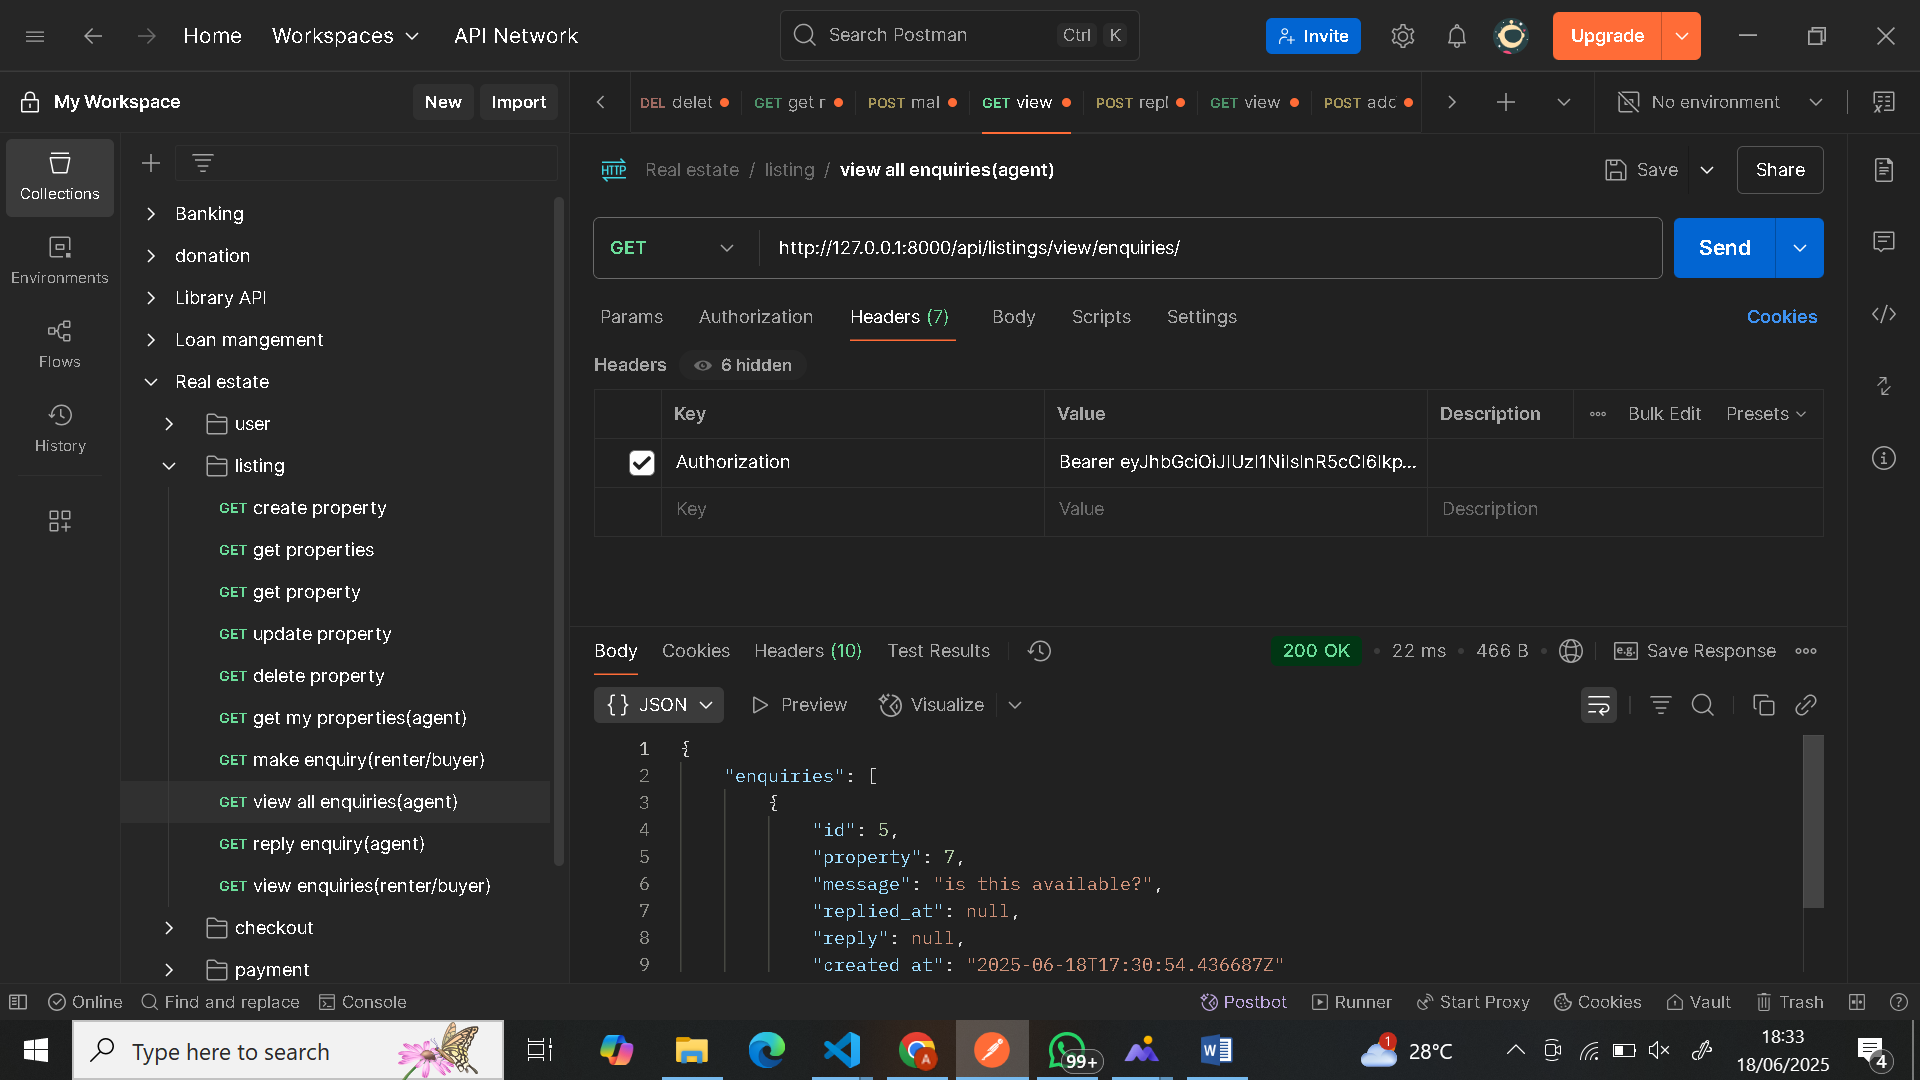 Home Workspaces API Network Search Postman Ctrl K Invite Upgrade
My Workspace New Import DEL delet GET get r POST mal GET view POST repl GET view POST adc No environment
Collections
Environments
Flows
History
Banking
donation
Library API
Loan mangement
Real estate
user
listing
GET create property
GET get properties
GET get property
GET update property
GET delete property
GET get my properties(agent)
GET make enquiry(renter/buyer)
GET view all enquiries(agent)
GET reply enquiry(agent)
GET view enquiries(renter/buyer)
checkout
payment
HTTP Real estate / listing / view all enquiries(agent) Save Share
GET http://127.0.0.1:8000/api/listings/view/enquiries/ Send
Params Authorization Headers (7) Body Scripts Settings Cookies
Headers 6 hidden
Key Value Description Bulk Edit Presets
Authorization Bearer eyJhbGciOiJIUzI1NiIsInR5cCI6Ikp...
Key Value Description
Body Cookies Headers (10) Test Results 200 OK • 22 ms • 466 B • e.g. Save Response
{} JSON Preview Visualize
1 {
2 "enquiries": [
3 {
4 "id": 5,
5 "property": 7,
6 "message": "is this available?",
7 "replied_at": null,
8 "reply": null,
9 "created_at": "2025-06-18T17:30:54.436687Z"
Online Find and replace Console Postbot Runner Start Proxy Cookies Vault Trash
Type here to search A 99+ 1 28°C 18:33
18/06/2025 4